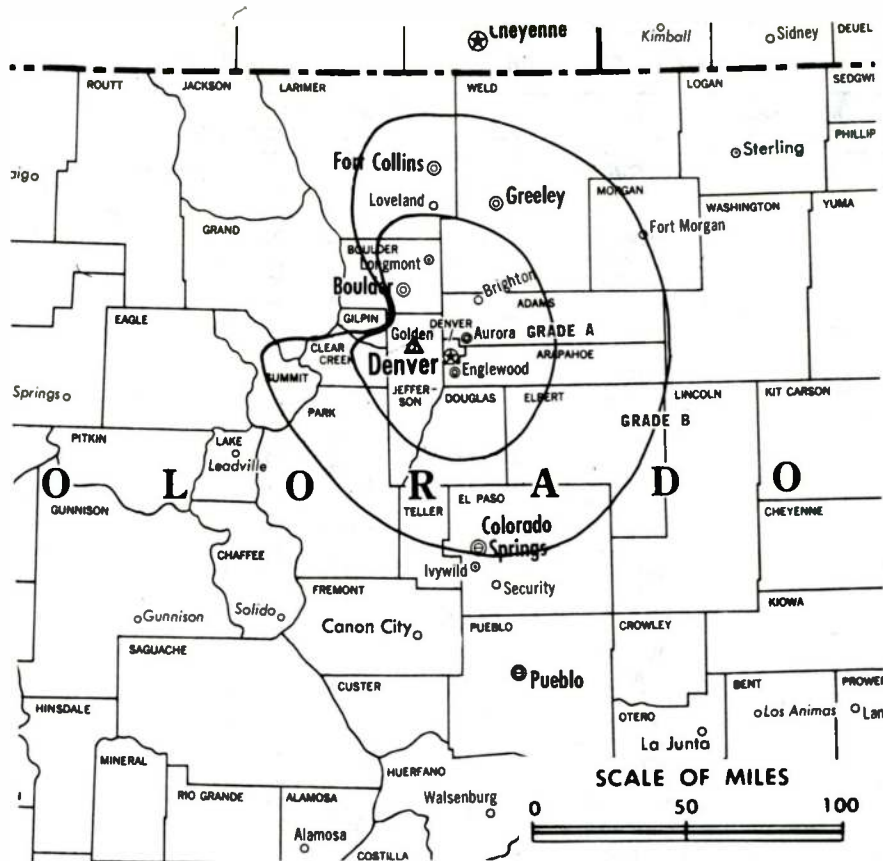 Cheyenne
Kimball
Sidney
DEUEL
ROUTT
JACKSON
LARIMER
WELD
LOGAN
SEDGWI
PHILLIP
Fort Collins
Sterling
aig
Loveland
Greeley
MORGAN
WASHINGTON
YUMA
GRAND
Fort Morgan
BOULDER
Longmont
Boulder
Brighton
ADAMS
EAGLE
GILPIN
DENVER
Golden
Aurora
GRADE A
CLEAR
CREEK
Denver
ARAPAHOE
Englewood
SUMMIT
Springs
JEFFER-
SON
DOUGLAS
ELBERT
LINCOLN
KIT CARSON
PARK
GRADE B
PITKIN
LAKE
Leadville
O L O R A D O
GUNNISON
TELLER
EL PASO
CHEYENNE
Colorado
Springs
CHAFFEE
Ivywild
Security
FREMONT
KIOWA
Gunnison
Solido
Canon City
PUEBLO
CROWLEY
SAGUACHE
Pueblo
CUSTER
BENT
PROWER
HINSDALE
OTERO
Los Animas
Lan
La Junta
MINERAL
HUERFANO
SCALE OF MILES
RIO GRANDE
ALAMOSA
Walsenburg
0 50 100
Alamosa
COSTILLA